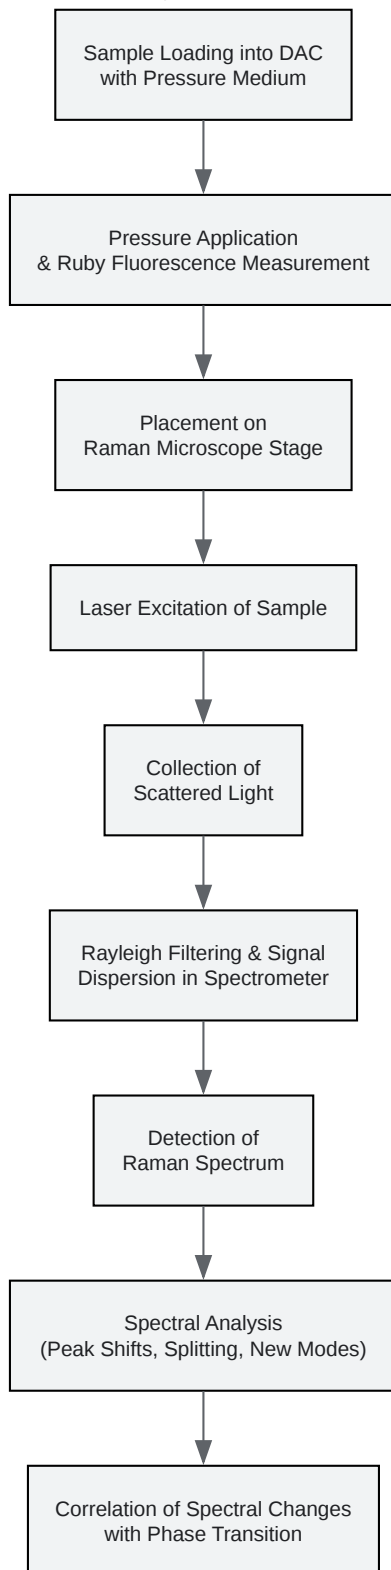 Sample Loading into DAC
with Pressure Medium
Pressure Application
& Ruby Fluorescence Measurement
Placement on
Raman Microscope Stage
Laser Excitation of Sample
Collection of
Scattered Light
Rayleigh Filtering & Signal
Dispersion in Spectrometer
Detection of
Raman Spectrum
Spectral Analysis
(Peak Shifts, Splitting, New Modes)
Correlation of Spectral Changes
with Phase Transition